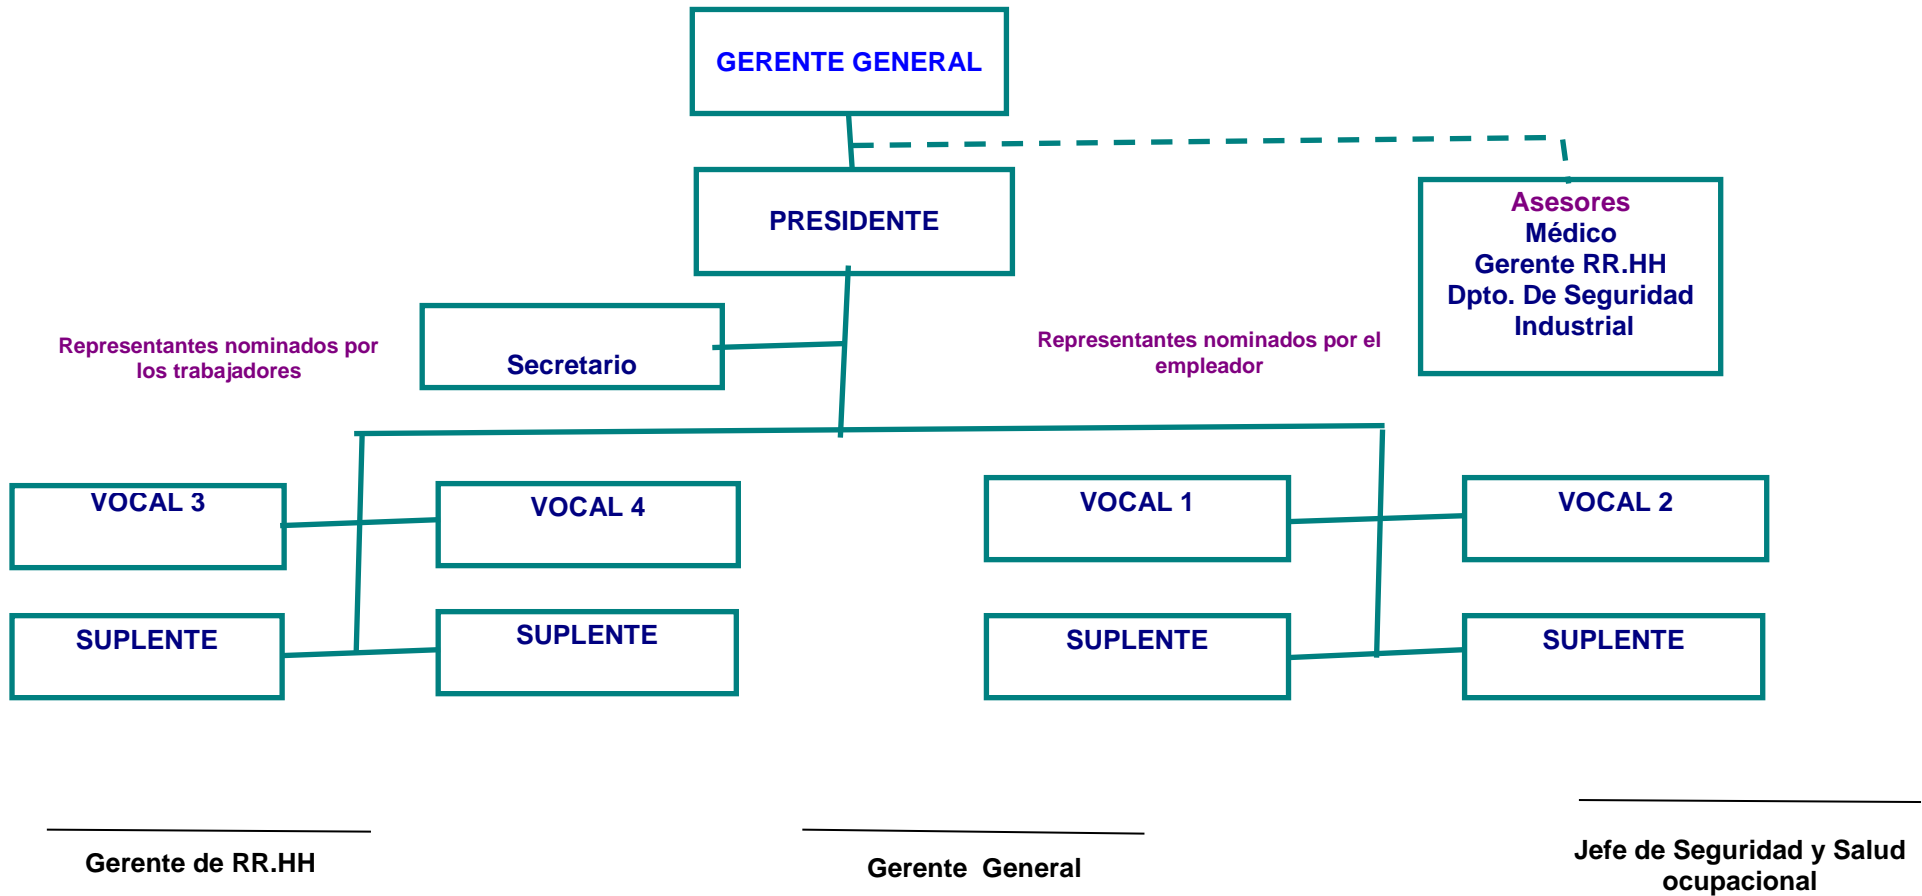 GERENTE GENERAL
PRESIDENTE
Asesores
Médico
Gerente RR.HH
Dpto. De Seguridad
Industrial
Secretario
Representantes nominados por
los trabajadores
Representantes nominados por el
empleador
VOCAL 3
VOCAL 4
VOCAL 1
VOCAL 2
SUPLENTE
SUPLENTE
SUPLENTE
SUPLENTE
Gerente de RR.HH
Gerente General
Jefe de Seguridad y Salud
ocupacional